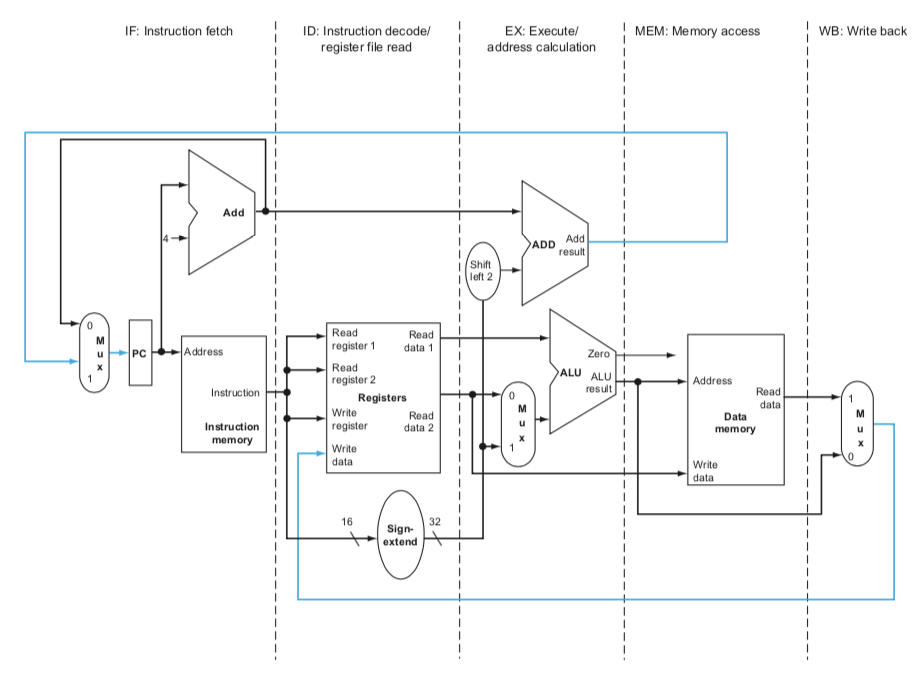 IF: Instruction fetch
ID: Instruction decode/
register file read
EX: Execute/
address calculation
MEM: Memory access
WB: Write back
Add
4
ADD
Add
result
Shift
left 2
0
M
u
x
1
PC
Address
Instruction
Instruction
memory
Read
register 1
Read
register 2
Write
register
Write
data
Registers
Read
data 1
Read
data 2
0
M
u
x
1
Zero
ALU
ALU
result
Address
Read
data
Data
memory
Write
data
1
M
u
x
0
16
Sign-
extend
32